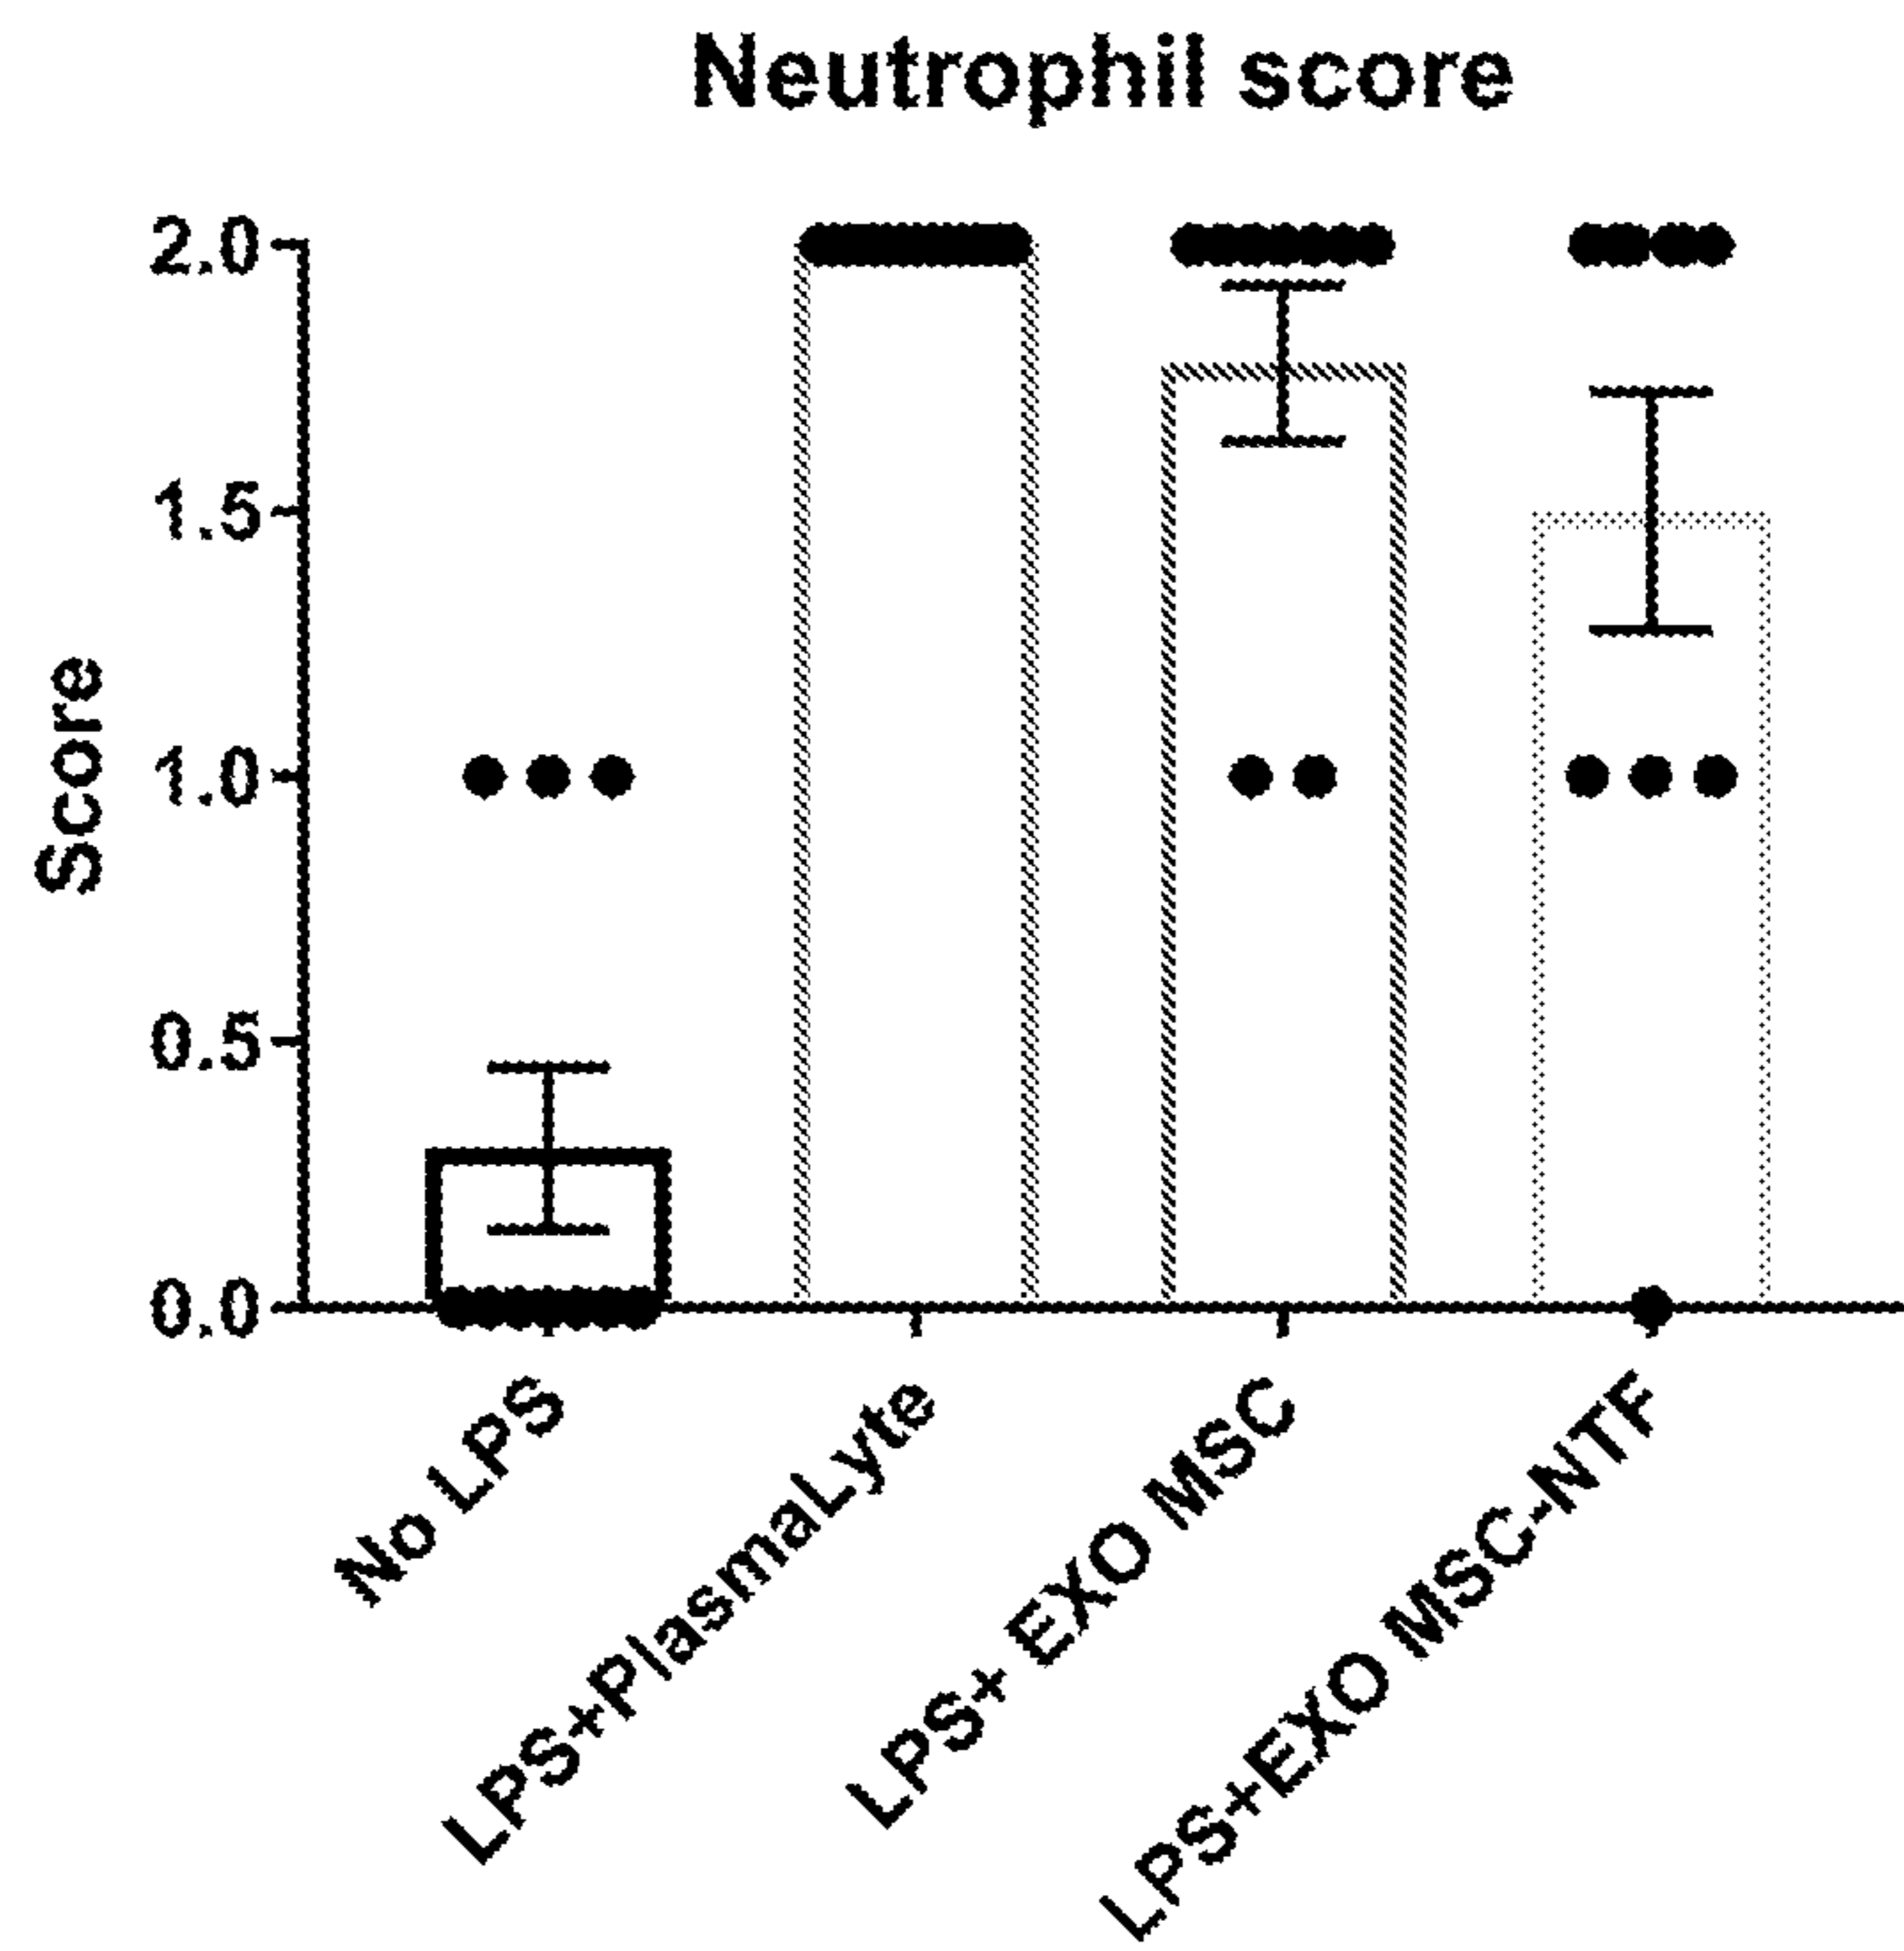 Neutrophil score
2.0
1.5
1.0
0.5
0.0
Score
No LPS
LPS+PlasmaLyte
LPS+ EXO MSC
LPS+EXO MSC-NTF